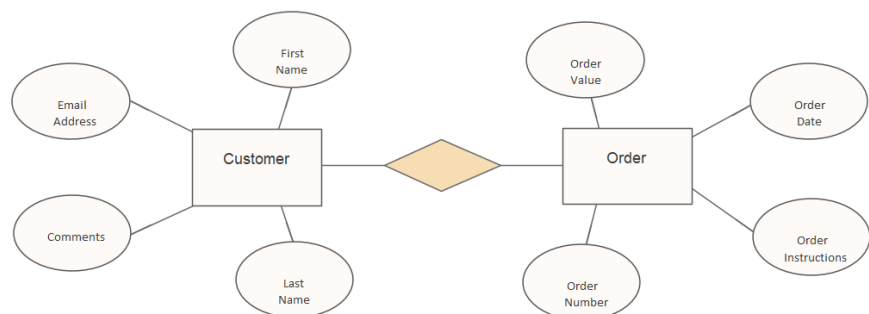 First
Name
Order
Value
Email
Address
Order
Date
Customer
Order
Comments
Order
Instructions
Last
Name
Order
Number